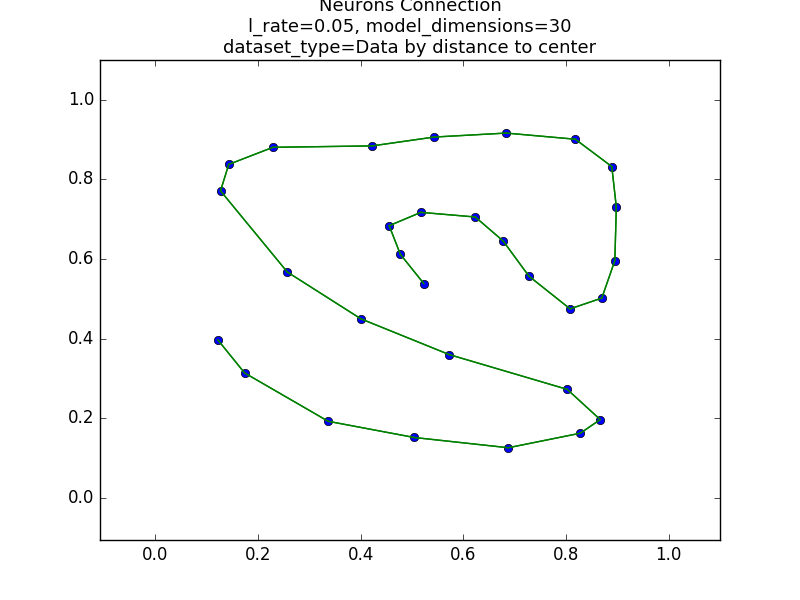 Neurons Connection
l_rate=0.05, model_dimensions=30
dataset_type=Data by distance to center
1.0
0.8
0.6
0.4
0.2
0.0
0.0 0.2 0.4 0.6 0.8 1.0